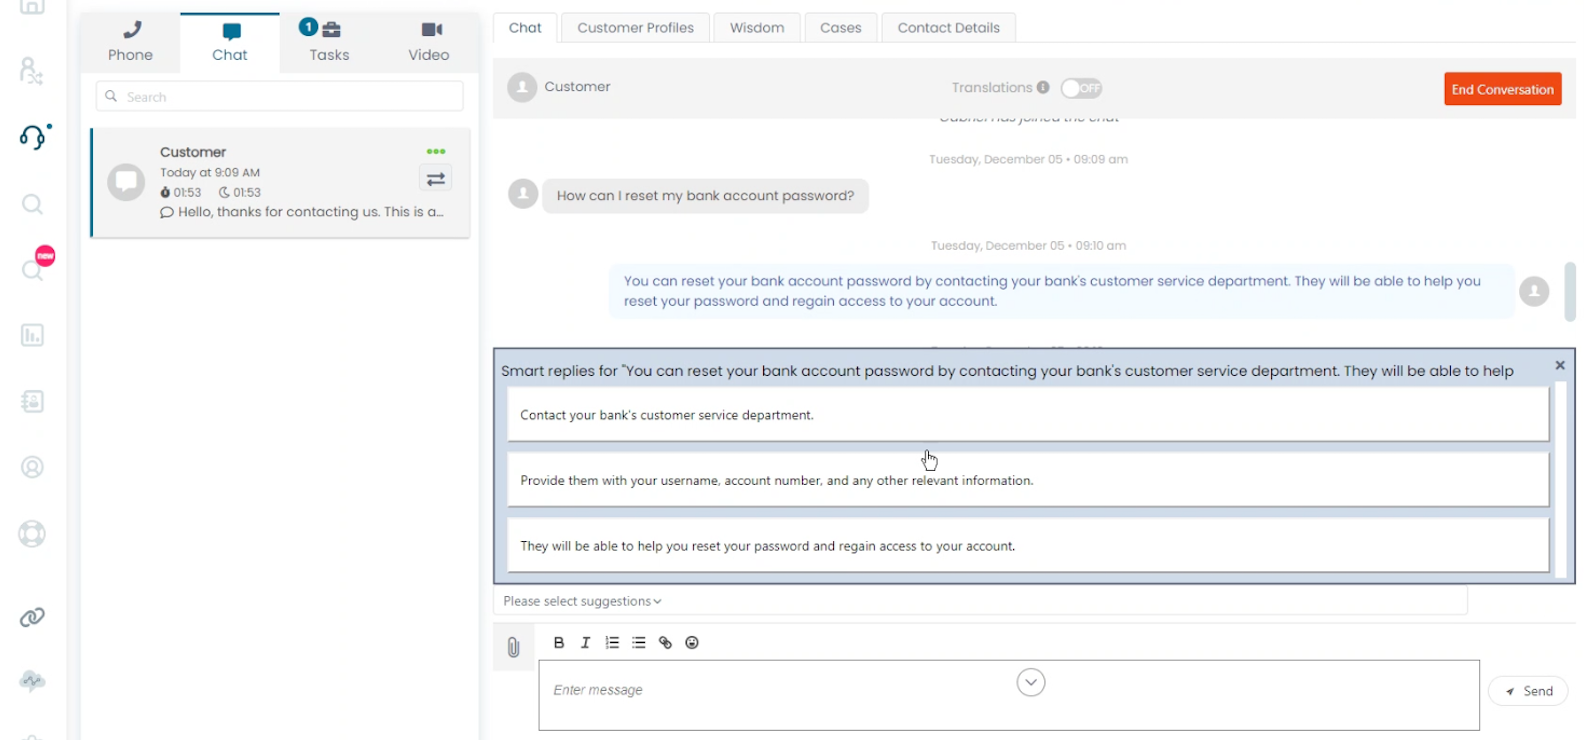 Phone
Chat
1
Tasks
Video
Search
Customer
Today at 9:09 AM
01:53 01:53
Hello, thanks for contacting us. This is a...
new
Chat
Customer Profiles
Wisdom
Cases
Contact Details
Customer
Translations
OFF
End Conversation
Gabriel has joined the chat
Tuesday, December 05 • 09:09 am
How can I reset my bank account password?
Tuesday, December 05 • 09:10 am
You can reset your bank account password by contacting your bank's customer service department. They will be able to help you
reset your password and regain access to your account.
Smart replies for "You can reset your bank account password by contacting your bank's customer service department. They will be able to help
×
Contact your bank's customer service department.
Provide them with your username, account number, and any other relevant information.
They will be able to help you reset your password and regain access to your account.
Please select suggestions
B I
Enter message
Send